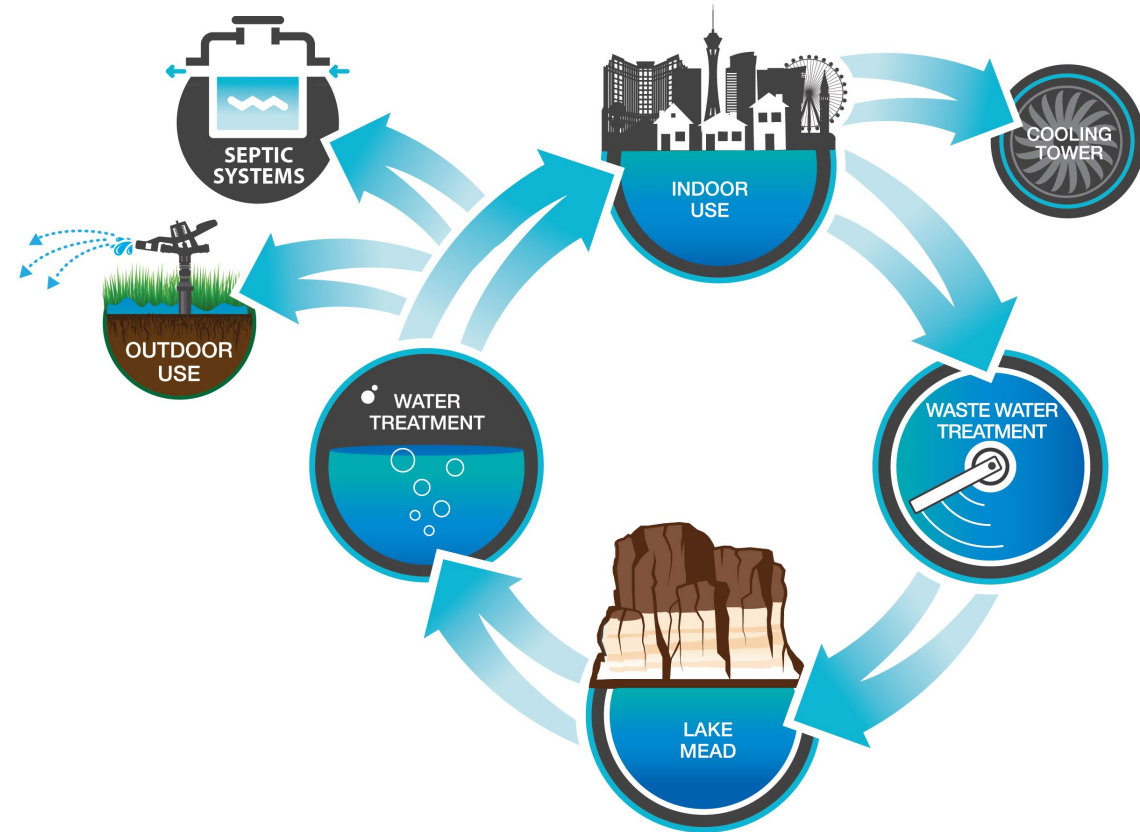 SEPTIC
SYSTEMS
INDOOR
USE
COOLING
TOWER
OUTDOOR
USE
WATER
TREATMENT
WASTE WATER
TREATMENT
LAKE
MEAD